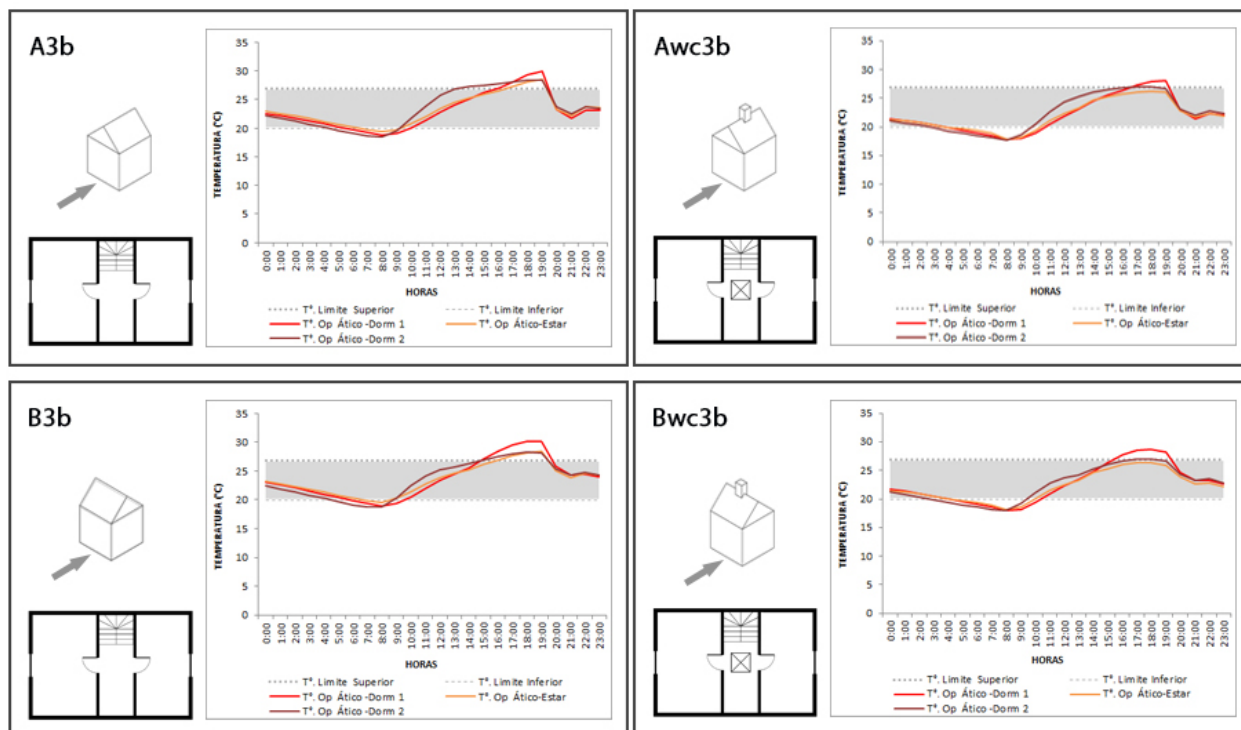 A3b
TEMPERATURA (°C)
35
30
25
20
15
10
5
0
0:00 1:00 2:00 3:00 4:00 5:00 6:00 7:00 8:00 9:00 10:00 11:00 12:00 13:00 14:00 15:00 16:00 17:00 18:00 19:00 20:00 21:00 22:00 23:00
HORAS
Tª. Limite Superior
Tª. Limite Inferior
Tª. Op Ático -Dorm 1
Tª. Op Ático-Estar
Tª. Op Ático -Dorm 2
Awc3b
TEMPERATURA (°C)
35
30
25
20
15
10
5
0
0:00 1:00 2:00 3:00 4:00 5:00 6:00 7:00 8:00 9:00 10:00 11:00 12:00 13:00 14:00 15:00 16:00 17:00 18:00 19:00 20:00 21:00 22:00 23:00
HORAS
Tª. Limite Superior
Tª. Limite Inferior
Tª. Op Ático -Dorm 1
Tª. Op Ático-Estar
Tª. Op Ático -Dorm 2
B3b
TEMPERATURA (°C)
35
30
25
20
15
10
5
0
0:00 1:00 2:00 3:00 4:00 5:00 6:00 7:00 8:00 9:00 10:00 11:00 12:00 13:00 14:00 15:00 16:00 17:00 18:00 19:00 20:00 21:00 22:00 23:00
HORAS
Tª. Limite Superior
Tª. Limite Inferior
Tª. Op Ático -Dorm 1
Tª. Op Ático-Estar
Tª. Op Ático -Dorm 2
Bwc3b
TEMPERATURA (°C)
35
30
25
20
15
10
5
0
0:00 1:00 2:00 3:00 4:00 5:00 6:00 7:00 8:00 9:00 10:00 11:00 12:00 13:00 14:00 15:00 16:00 17:00 18:00 19:00 20:00 21:00 22:00 23:00
HORAS
Tª. Limite Superior
Tª. Limite Inferior
Tª. Op Ático -Dorm 1
Tª. Op Ático-Estar
Tª. Op Ático -Dorm 2